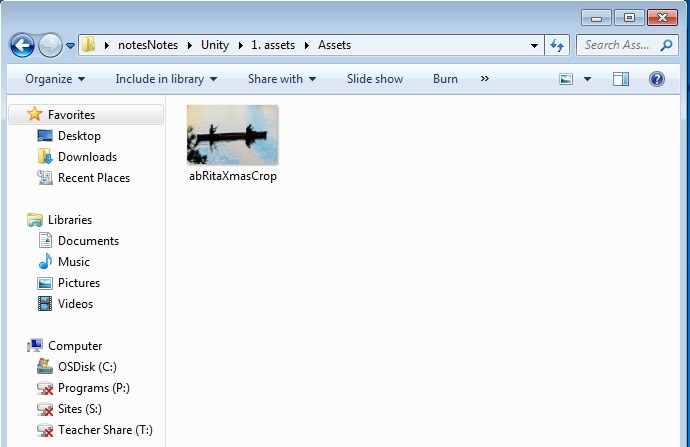 notesNotes Unity 1. assets Assets Search Ass...
Organize Include in library Share with Slide show Burn »
Favorites
Desktop
Downloads
Recent Places
Libraries
Documents
Music
Pictures
Videos
Computer
OSDisk (C:)
Programs (P:)
Sites (S:)
Teacher Share (T:)
abRitaXmasCrop